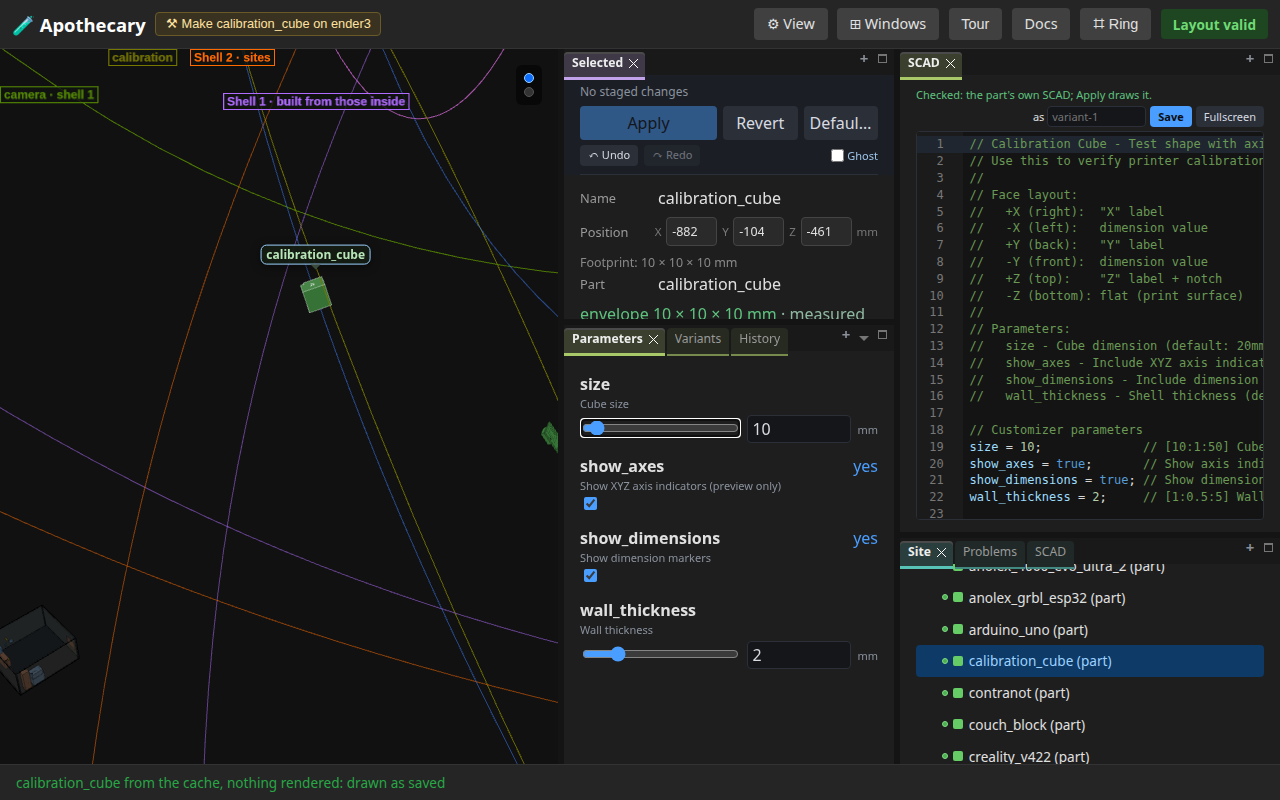 Apothecary
Make calibration_cube on ender3
View
Windows
Tour
Docs
Ring
Layout valid
calibration
Shell 2 · sites
camera · shell 1
Shell 1 · built from those inside
calibration_cube
Selected
No staged changes
Apply
Revert
Defaul...
Undo
Redo
Ghost
Name
calibration_cube
Position
X
-882
Y
-104
Z
-461
mm
Footprint: 10 × 10 × 10 mm
Part
calibration_cube
envelope 10 × 10 × 10 mm · measured
Parameters
Variants
History
size
Cube size
10
mm
show_axes
yes
Show XYZ axis indicators (preview only)
show_dimensions
yes
Show dimension markers
wall_thickness
Wall thickness
2
mm
SCAD
Checked: the part's own SCAD; Apply draws it.
as
variant-1
Save
Fullscreen
1 // Calibration Cube - Test shape with axi
2 // Use this to verify printer calibration
3 //
4 // Face layout:
5 //   +X (right):  "X" label
6 //   -X (left):   dimension value
7 //   +Y (back):   "Y" label
8 //   -Y (front):  dimension value
9 //   +Z (top):    "Z" label + notch
10 //   -Z (bottom): flat (print surface)
11 //
12 // Parameters:
13 //   size - Cube dimension (default: 20mm
14 //   show_axes - Include XYZ axis indicat
15 //   show_dimensions - Include dimension
16 //   wall_thickness - Shell thickness (de
17
18 // Customizer parameters
19 size = 10;              // [10:1:50] Cube
20 show_axes = true;       // Show axis indi
21 show_dimensions = true; // Show dimension
22 wall_thickness = 2;     // [1:0.5:5] Wall
23
Site
Problems
SCAD
anolex_grbl_esp32 (part)
arduino_uno (part)
calibration_cube (part)
contranot (part)
couch_block (part)
creality_v422 (part)
calibration_cube from the cache, nothing rendered: drawn as saved